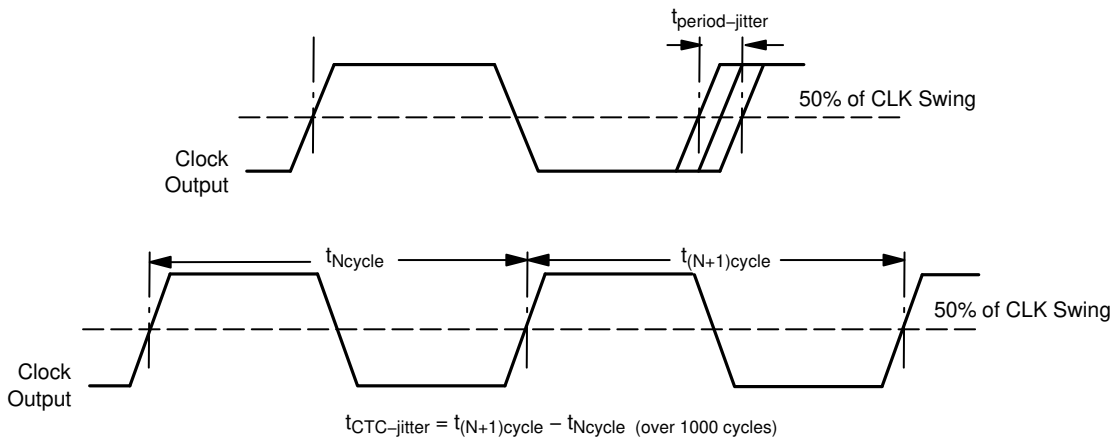 tperiod–jitter
50% of CLK Swing
Clock
Output
tNcycle
t(N+1)cycle
50% of CLK Swing
Clock
Output
tCTC–jitter = t(N+1)cycle – tNcycle (over 1000 cycles)